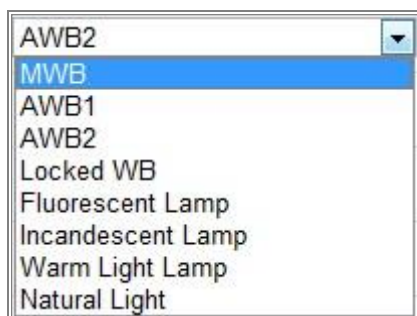 AWB2
MWB
AWB1
AWB2
Locked WB
Fluorescent Lamp
Incandescent Lamp
Warm Light Lamp
Natural Light